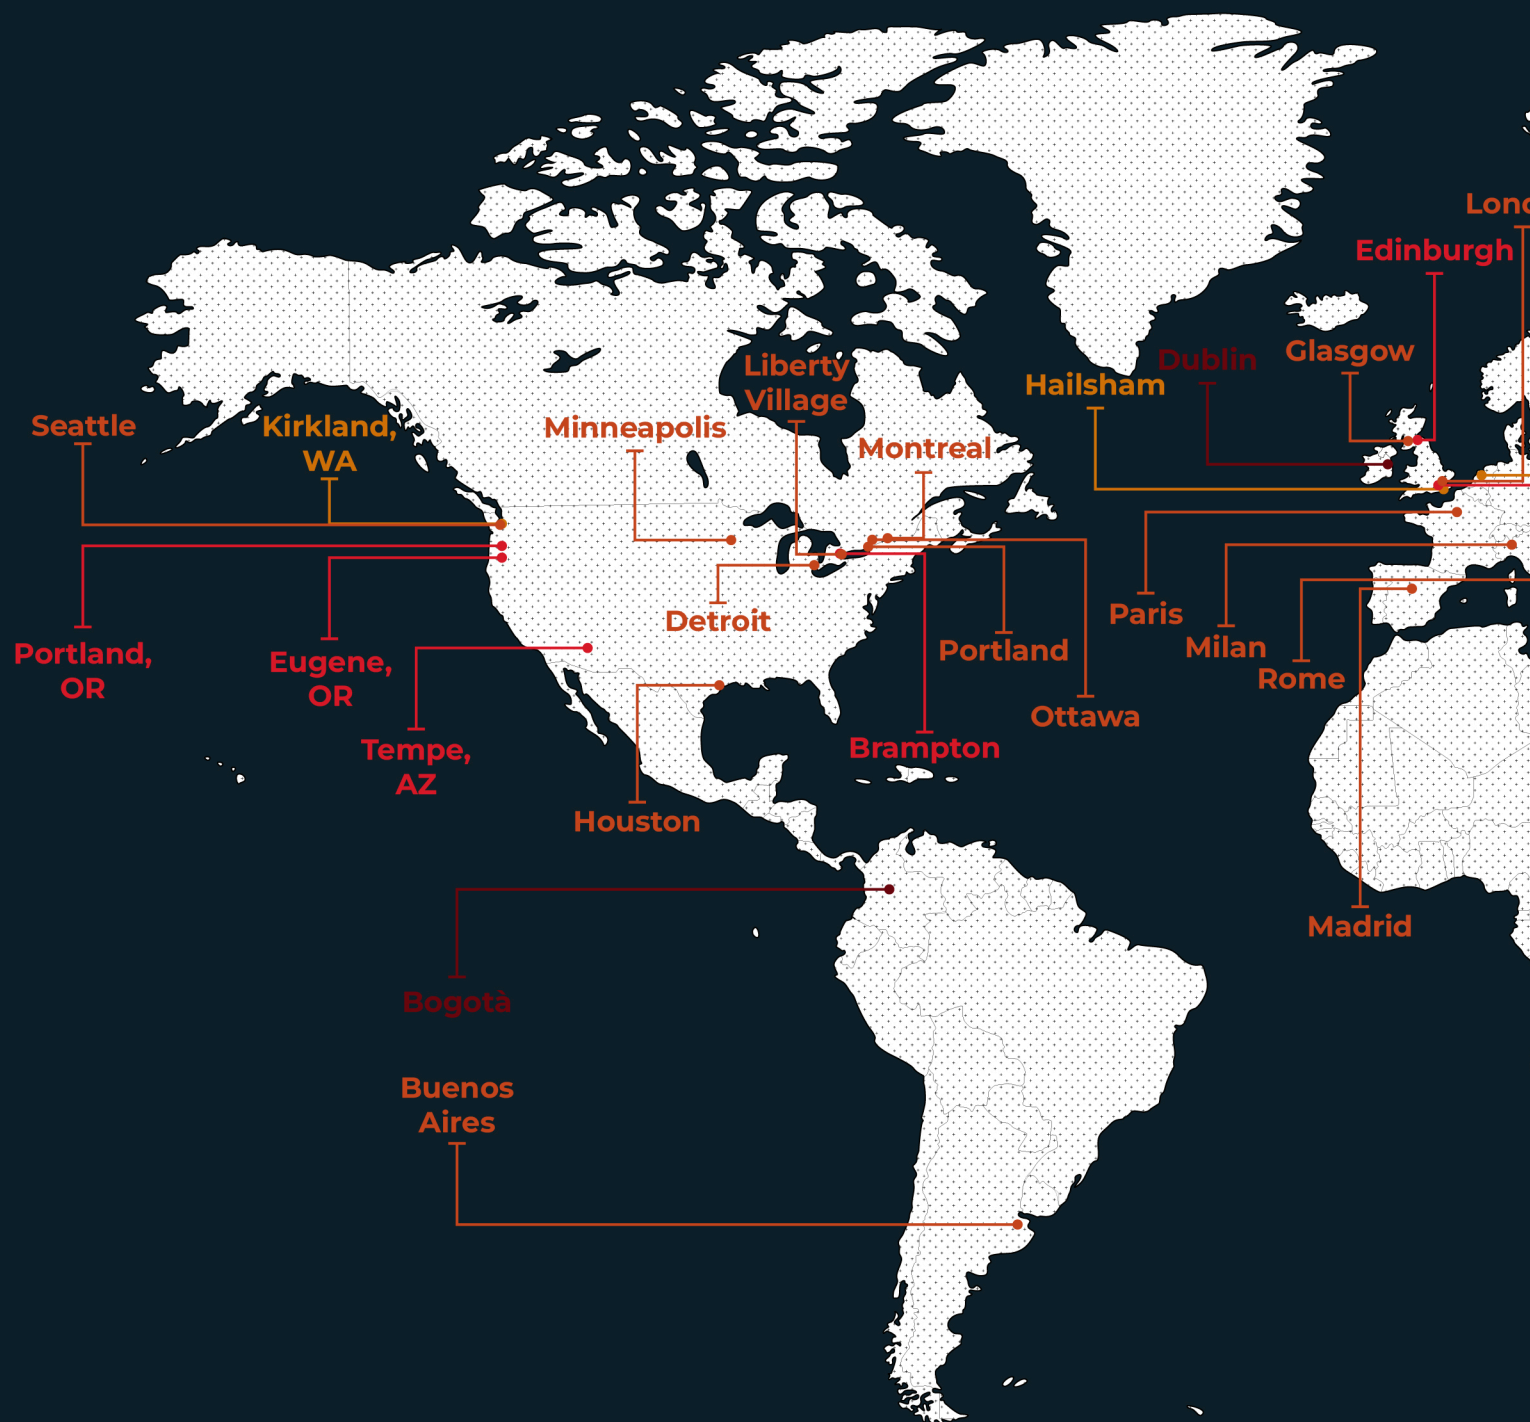 Lond
Edinburgh
Glasgow
Dublin
Hailsham
Liberty
Village
Seattle
Kirkland,
WA
Minneapolis
Montreal
Detroit
Portland
Paris
Milan
Rome
Portland,
OR
Eugene,
OR
Ottawa
Tempe,
AZ
Brampton
Houston
Madrid
Bogotà
Buenos
Aires